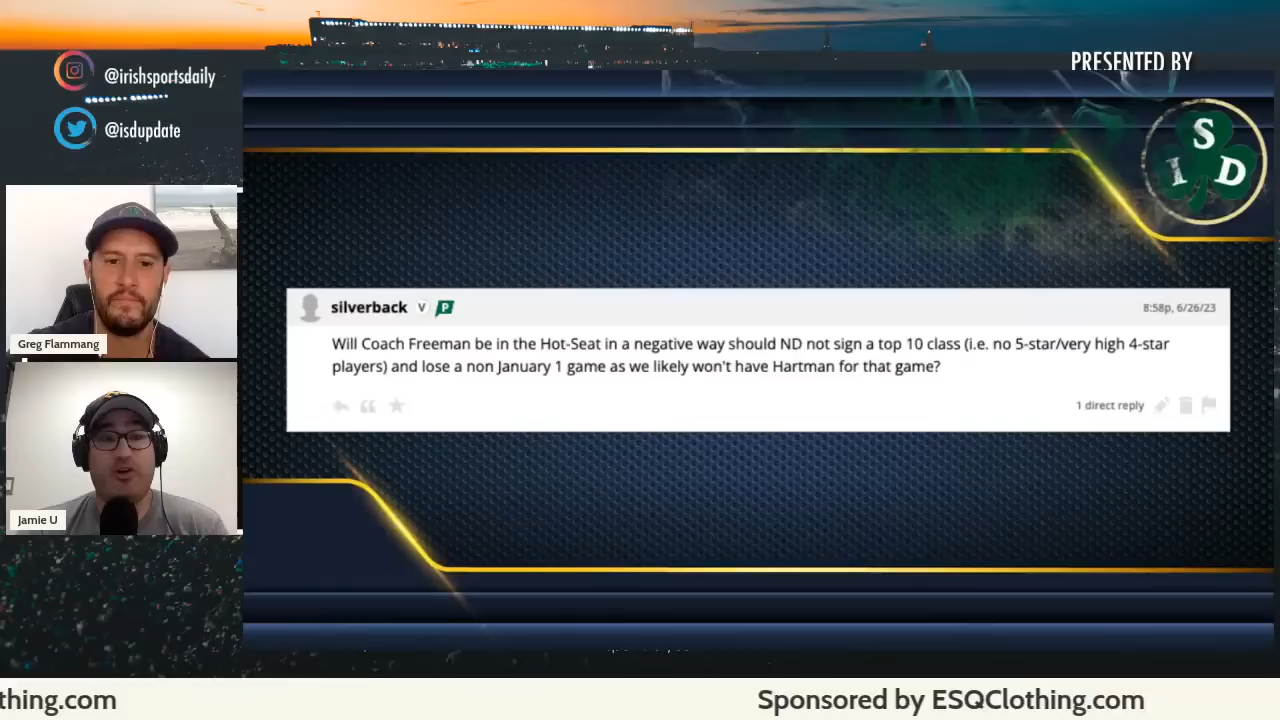 @irishsportsdaily
@isdupdate
PRESENTED BY
S
I D
Greg Flammang
Jamie U
silverback V P
8:58p, 6/26/23
Will Coach Freeman be in the Hot-Seat in a negative way should ND not sign a top 10 class (i.e. no 5-star/very high 4-star
players) and lose a non January 1 game as we likely won't have Hartman for that game?
1 direct reply
thing.com
Sponsored by ESQClothing.com